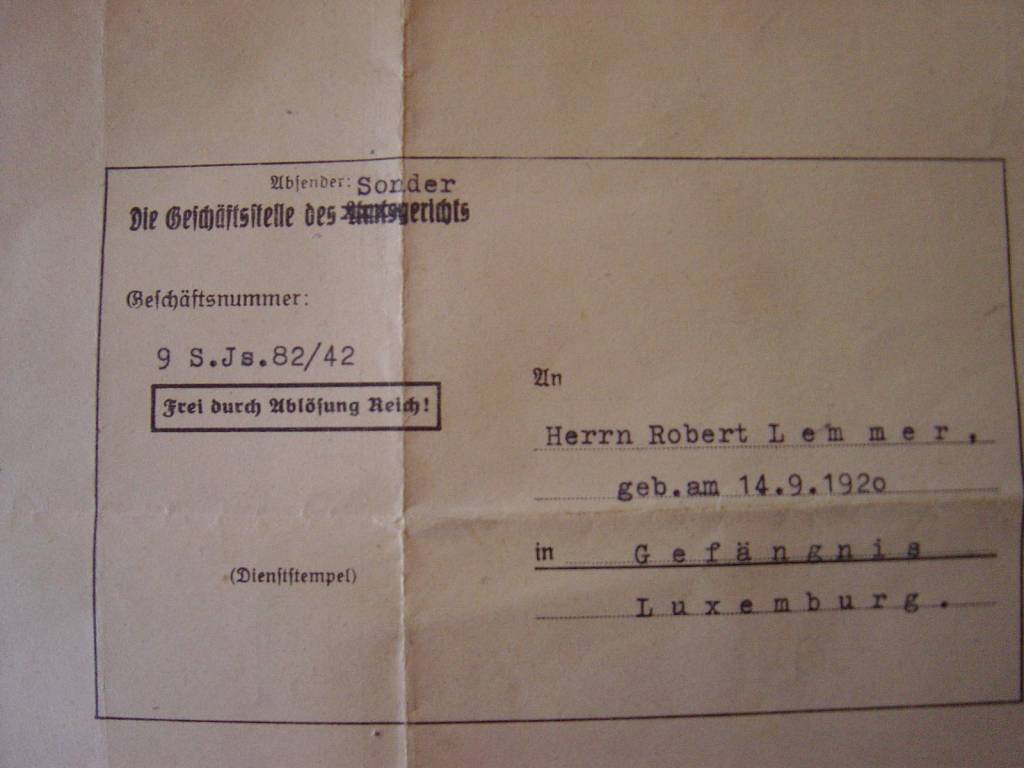 Absender: Sonder
Die Geschäftsstelle des Amtsgerichts
Geschäftsnummer:
9 S.Js.82/42
Frei durch Ablösung Reich!
An
Herrn Robert L e m m e r ,
geb.am 14.9.192o
in G e f ä n g n i s
(Dienststempel)
L u x e m b u r g .